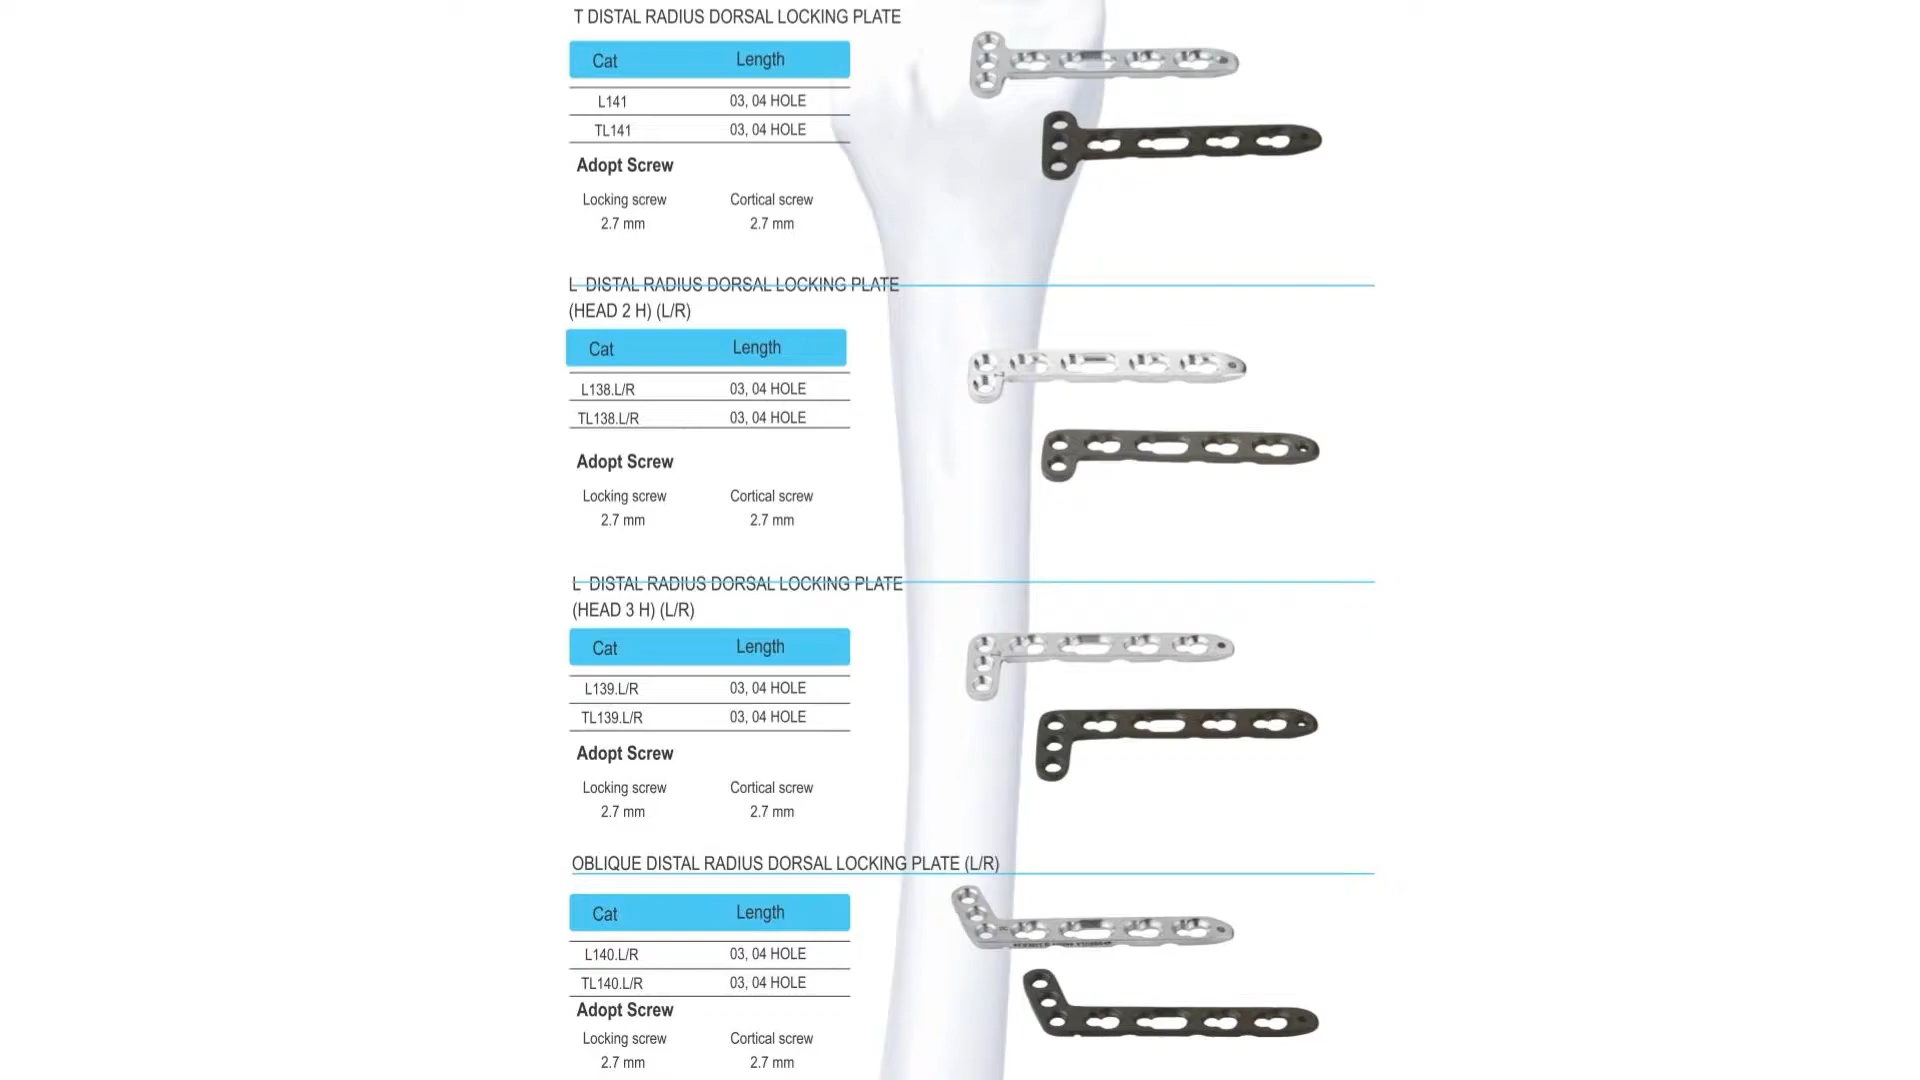 T DISTAL RADIUS DORSAL LOCKING PLATE
Cat Length
L141 03, 04 HOLE
TL141 03, 04 HOLE
Adopt Screw
Locking screw Cortical screw
2.7 mm 2.7 mm
L DISTAL RADIUS DORSAL LOCKING PLATE
(HEAD 2 H) (L/R)
Cat Length
L138.L/R 03, 04 HOLE
TL138.L/R 03, 04 HOLE
Adopt Screw
Locking screw Cortical screw
2.7 mm 2.7 mm
L DISTAL RADIUS DORSAL LOCKING PLATE
(HEAD 3 H) (L/R)
Cat Length
L139.L/R 03, 04 HOLE
TL139.L/R 03, 04 HOLE
Adopt Screw
Locking screw Cortical screw
2.7 mm 2.7 mm
OBLIQUE DISTAL RADIUS DORSAL LOCKING PLATE (L/R)
Cat Length
L140.L/R 03, 04 HOLE
TL140.L/R 03, 04 HOLE
Adopt Screw
Locking screw Cortical screw
2.7 mm 2.7 mm